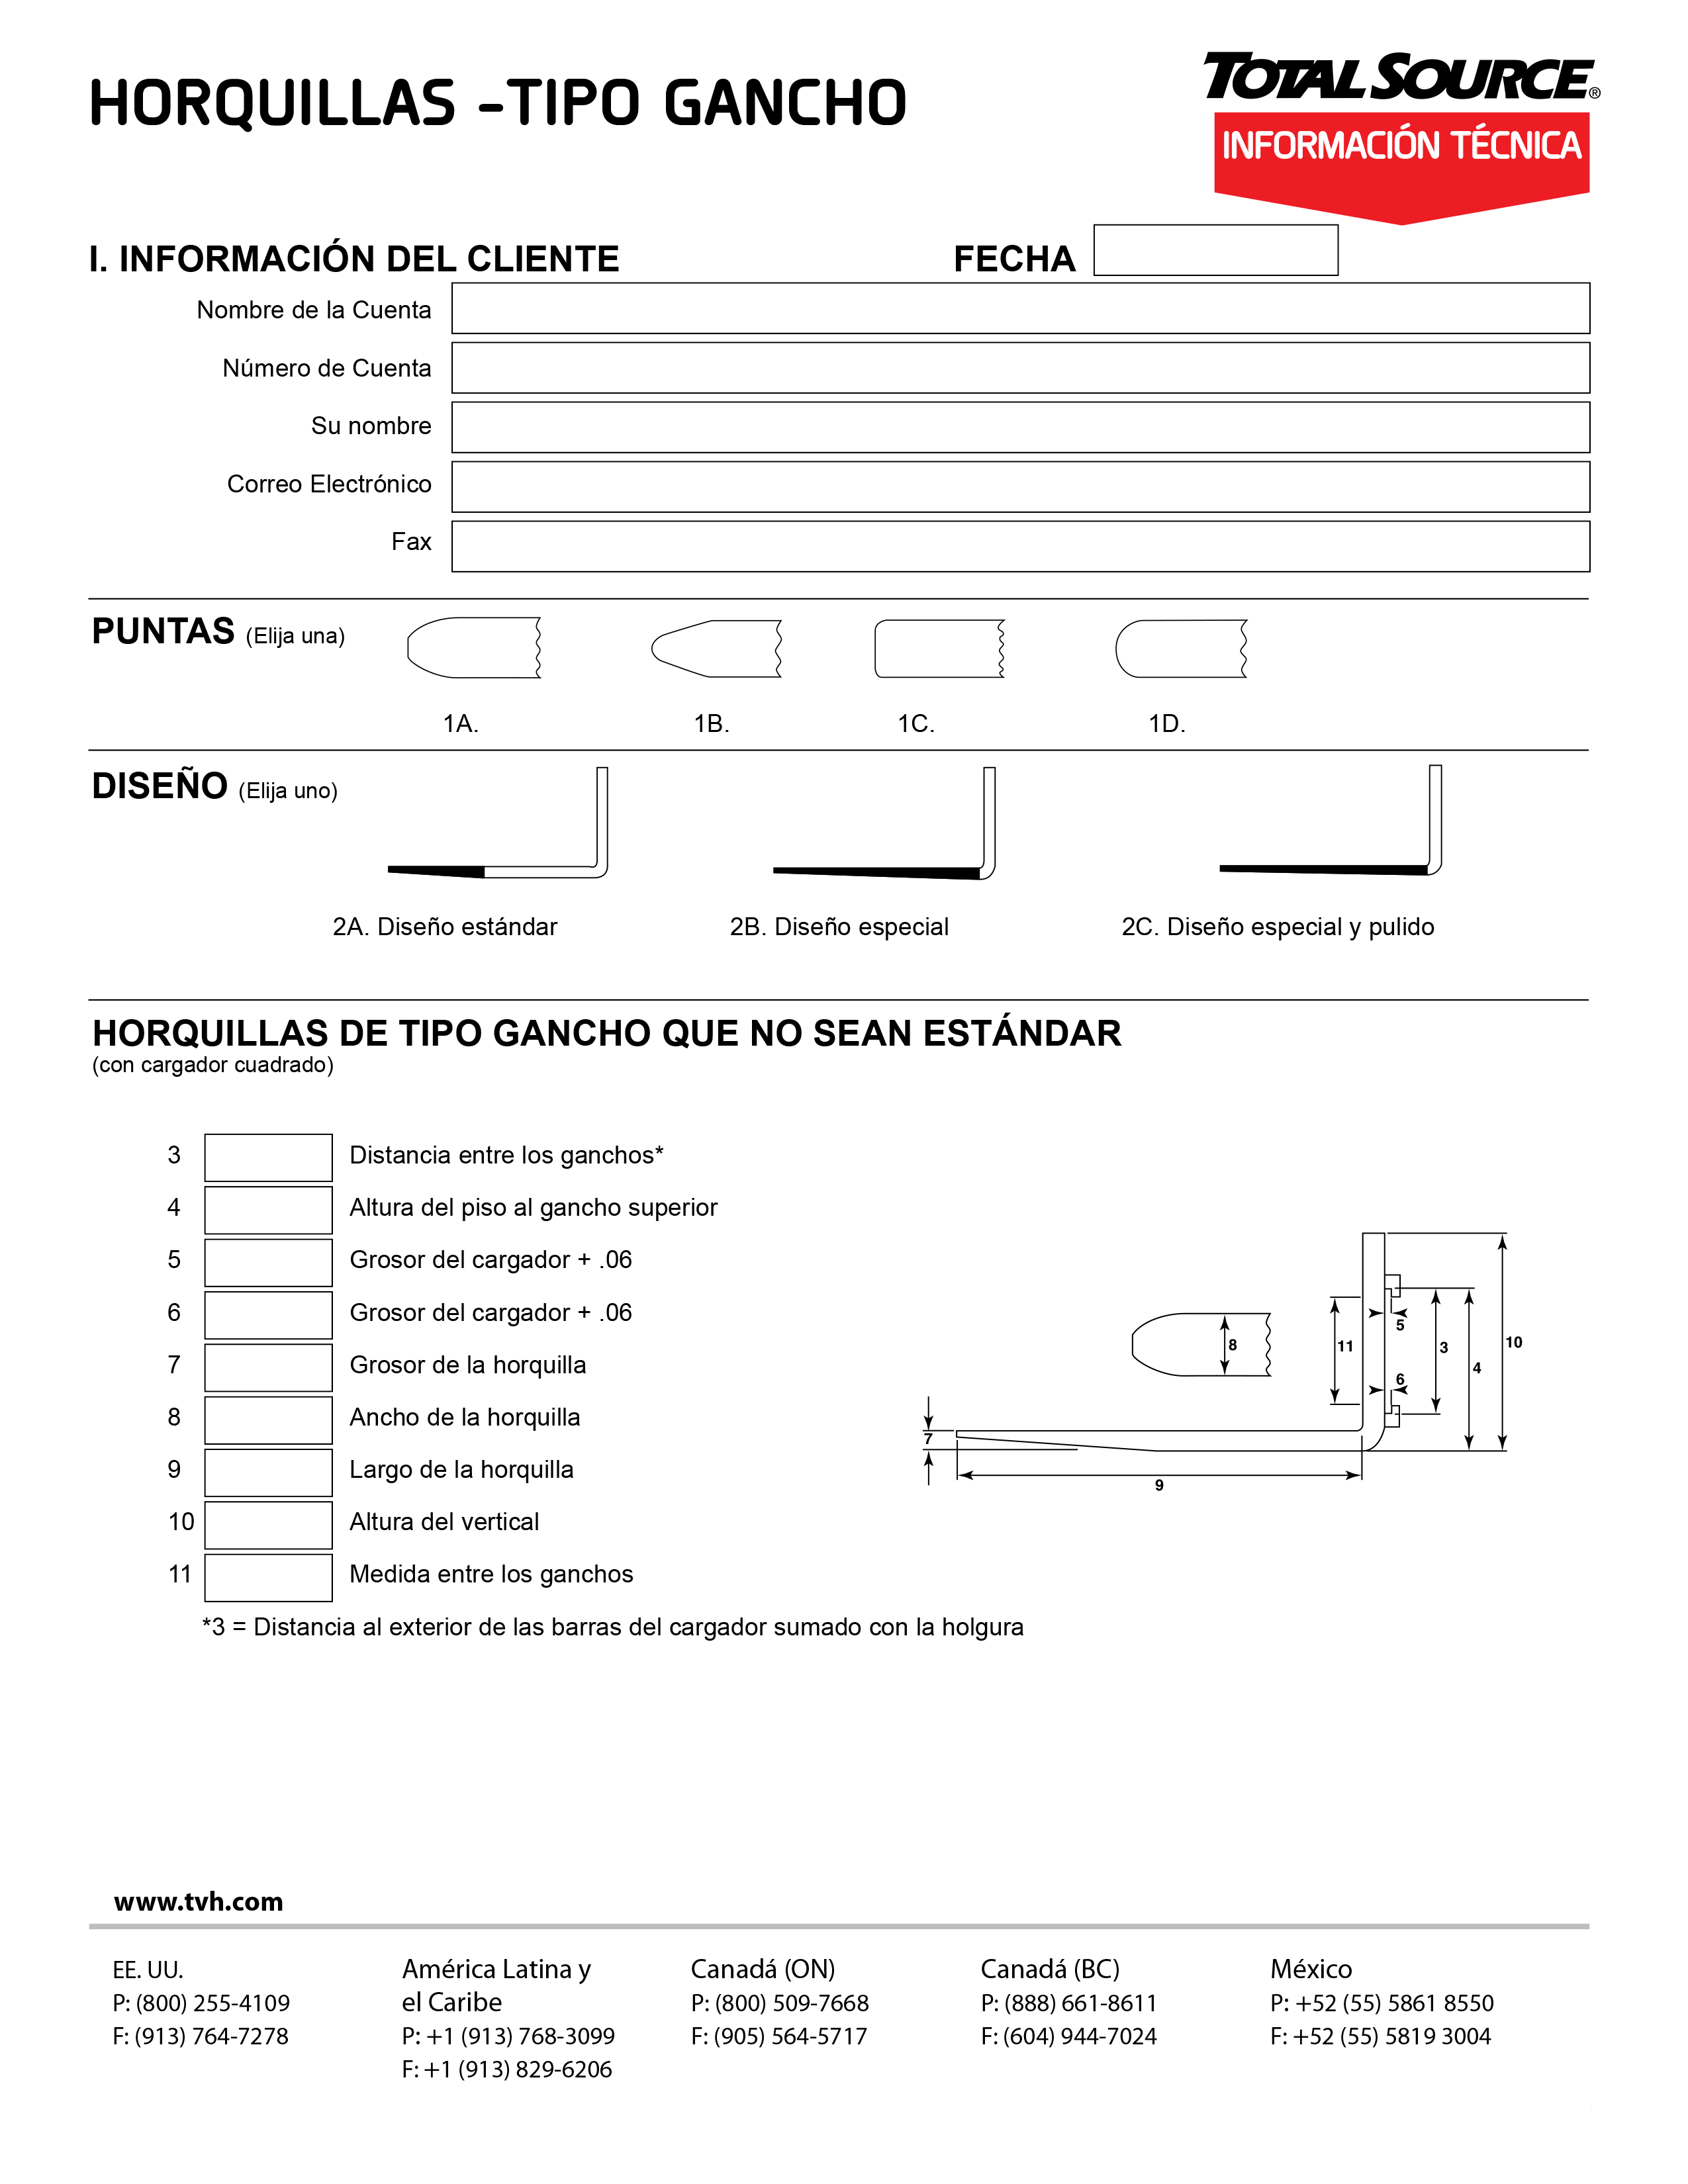 HORQUILLAS -TIPO GANCHO
TOTALSOURCE®
INFORMACIÓN TÉCNICA
I. INFORMACIÓN DEL CLIENTE
FECHA
Nombre de la Cuenta
Número de Cuenta
Su nombre
Correo Electrónico
Fax
PUNTAS (Elija una)
1A. 1B. 1C. 1D.
DISEÑO (Elija uno)
2A. Diseño estándar 2B. Diseño especial 2C. Diseño especial y pulido
HORQUILLAS DE TIPO GANCHO QUE NO SEAN ESTÁNDAR
(con cargador cuadrado)
3 Distancia entre los ganchos*
4 Altura del piso al gancho superior
5 Grosor del cargador + .06
6 Grosor del cargador + .06
7 Grosor de la horquilla
8 Ancho de la horquilla
9 Largo de la horquilla
10 Altura del vertical
11 Medida entre los ganchos
*3 = Distancia al exterior de las barras del cargador sumado con la holgura
5
8
11
3
10
4
6
7
9
www.tvh.com
EE. UU.
P: (800) 255-4109
F: (913) 764-7278
América Latina y
el Caribe
P: +1 (913) 768-3099
F: +1 (913) 829-6206
Canadá (ON)
P: (800) 509-7668
F: (905) 564-5717
Canadá (BC)
P: (888) 661-8611
F: (604) 944-7024
México
P: +52 (55) 5861 8550
F: +52 (55) 5819 3004